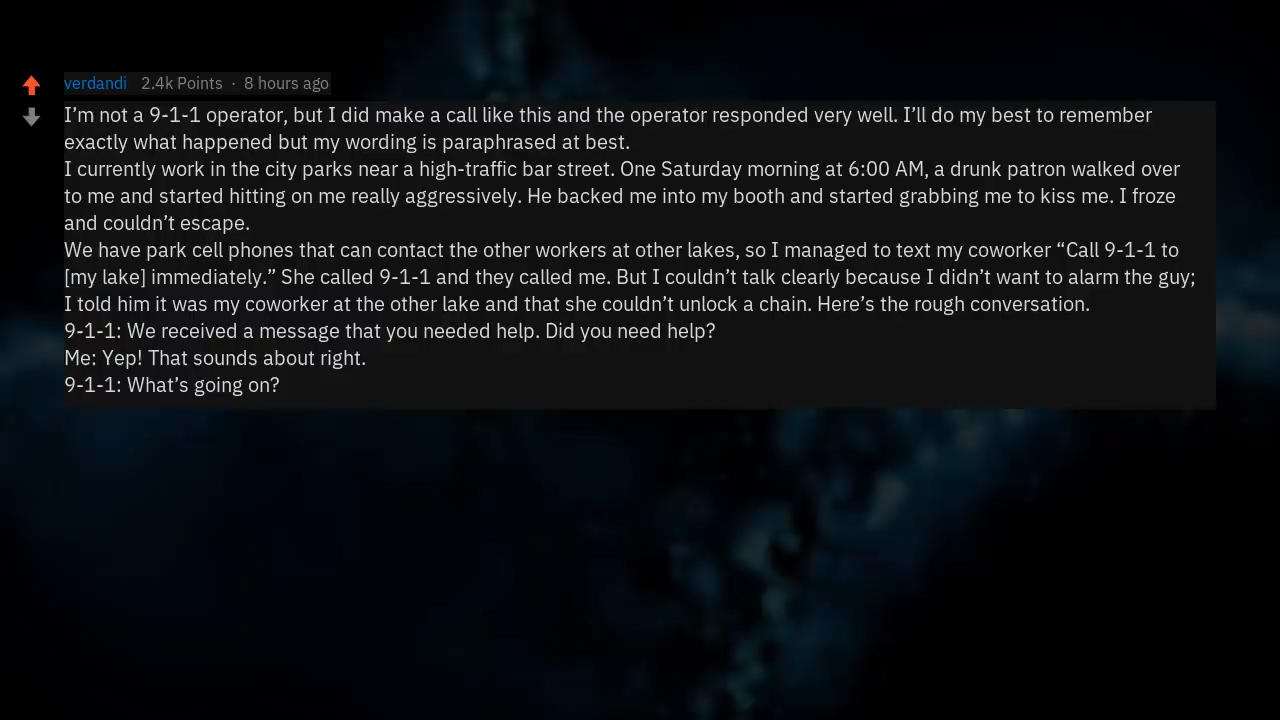 verdandi 2.4k Points · 8 hours ago
I’m not a 9-1-1 operator, but I did make a call like this and the operator responded very well. I’ll do my best to remember
exactly what happened but my wording is paraphrased at best.
I currently work in the city parks near a high-traffic bar street. One Saturday morning at 6:00 AM, a drunk patron walked over
to me and started hitting on me really aggressively. He backed me into my booth and started grabbing me to kiss me. I froze
and couldn’t escape.
We have park cell phones that can contact the other workers at other lakes, so I managed to text my coworker “Call 9-1-1 to
[my lake] immediately.” She called 9-1-1 and they called me. But I couldn’t talk clearly because I didn’t want to alarm the guy;
I told him it was my coworker at the other lake and that she couldn’t unlock a chain. Here’s the rough conversation.
9-1-1: We received a message that you needed help. Did you need help?
Me: Yep! That sounds about right.
9-1-1: What’s going on?